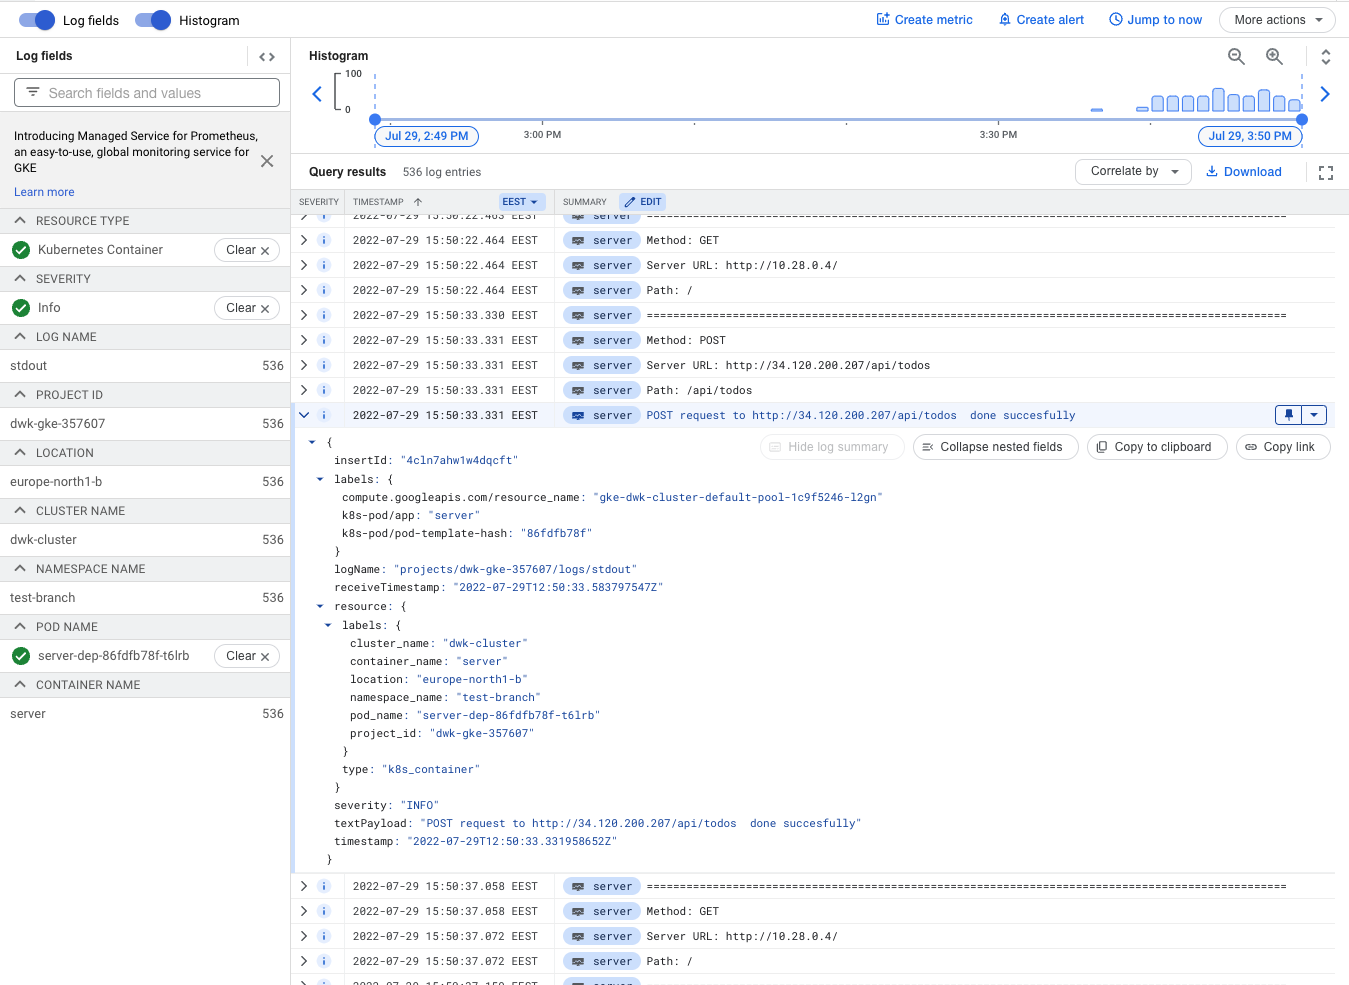 Log fields Histogram Create metric Create alert Jump to now More actions
Log fields
Search fields and values
Introducing Managed Service for Prometheus,
an easy-to-use, global monitoring service for
GKE
Learn more
RESOURCE TYPE
Kubernetes Container Clear
SEVERITY
Info Clear
LOG NAME
stdout 536
PROJECT ID
dwk-gke-357607 536
LOCATION
europe-north1-b 536
CLUSTER NAME
dwk-cluster 536
NAMESPACE NAME
test-branch 536
POD NAME
server-dep-86fdfb78f-t6lrb Clear
CONTAINER NAME
server 536
Histogram
100
0
Jul 29, 2:49 PM 3:00 PM 3:30 PM Jul 29, 3:50 PM
Query results 536 log entries Correlate by Download
SEVERITY TIMESTAMP EEST SUMMARY EDIT
2022-07-29 15:50:22.463 EEST server =================================================================================================
2022-07-29 15:50:22.464 EEST server Method: GET
2022-07-29 15:50:22.464 EEST server Server URL: http://10.28.0.4/
2022-07-29 15:50:22.464 EEST server Path: /
2022-07-29 15:50:33.330 EEST server =================================================================================================
2022-07-29 15:50:33.331 EEST server Method: POST
2022-07-29 15:50:33.331 EEST server Server URL: http://34.120.200.207/api/todos
2022-07-29 15:50:33.331 EEST server Path: /api/todos
2022-07-29 15:50:33.331 EEST server POST request to http://34.120.200.207/api/todos  done succesfully
{ Hide log summary Collapse nested fields Copy to clipboard Copy link
insertId: "4cln7ahw1w4dqcft"
labels: {
compute.googleapis.com/resource_name: "gke-dwk-cluster-default-pool-1c9f5246-l2gn"
k8s-pod/app: "server"
k8s-pod/pod-template-hash: "86fdfb78f"
}
logName: "projects/dwk-gke-357607/logs/stdout"
receiveTimestamp: "2022-07-29T12:50:33.583797547Z"
resource: {
labels: {
cluster_name: "dwk-cluster"
container_name: "server"
location: "europe-north1-b"
namespace_name: "test-branch"
pod_name: "server-dep-86fdfb78f-t6lrb"
project_id: "dwk-gke-357607"
}
type: "k8s_container"
}
severity: "INFO"
textPayload: "POST request to http://34.120.200.207/api/todos  done succesfully"
timestamp: "2022-07-29T12:50:33.331958652Z"
}
2022-07-29 15:50:37.058 EEST server =================================================================================================
2022-07-29 15:50:37.058 EEST server Method: GET
2022-07-29 15:50:37.072 EEST server Server URL: http://10.28.0.4/
2022-07-29 15:50:37.072 EEST server Path: /